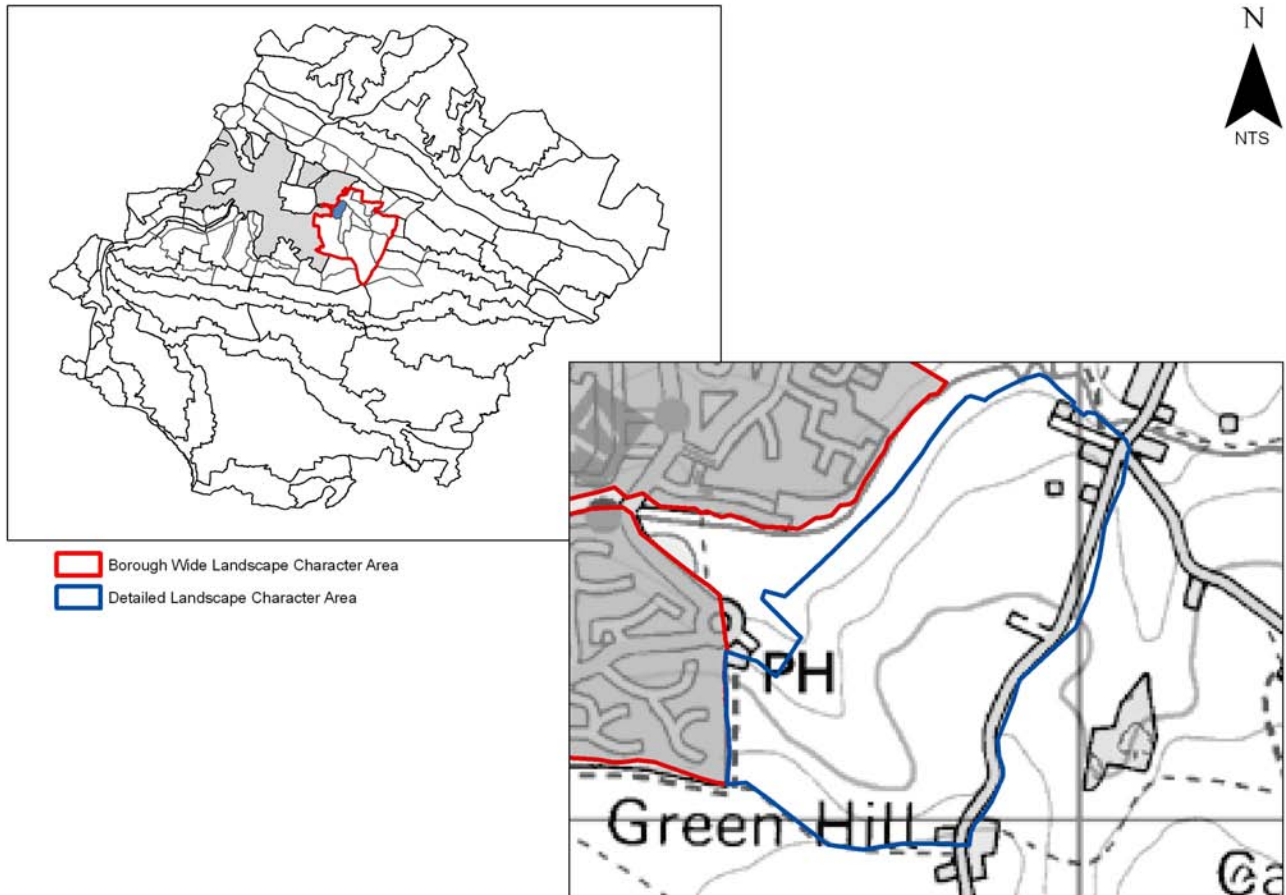 N
NTS
Borough Wide Landscape Character Area
Detailed Landscape Character Area
PH
Green Hill